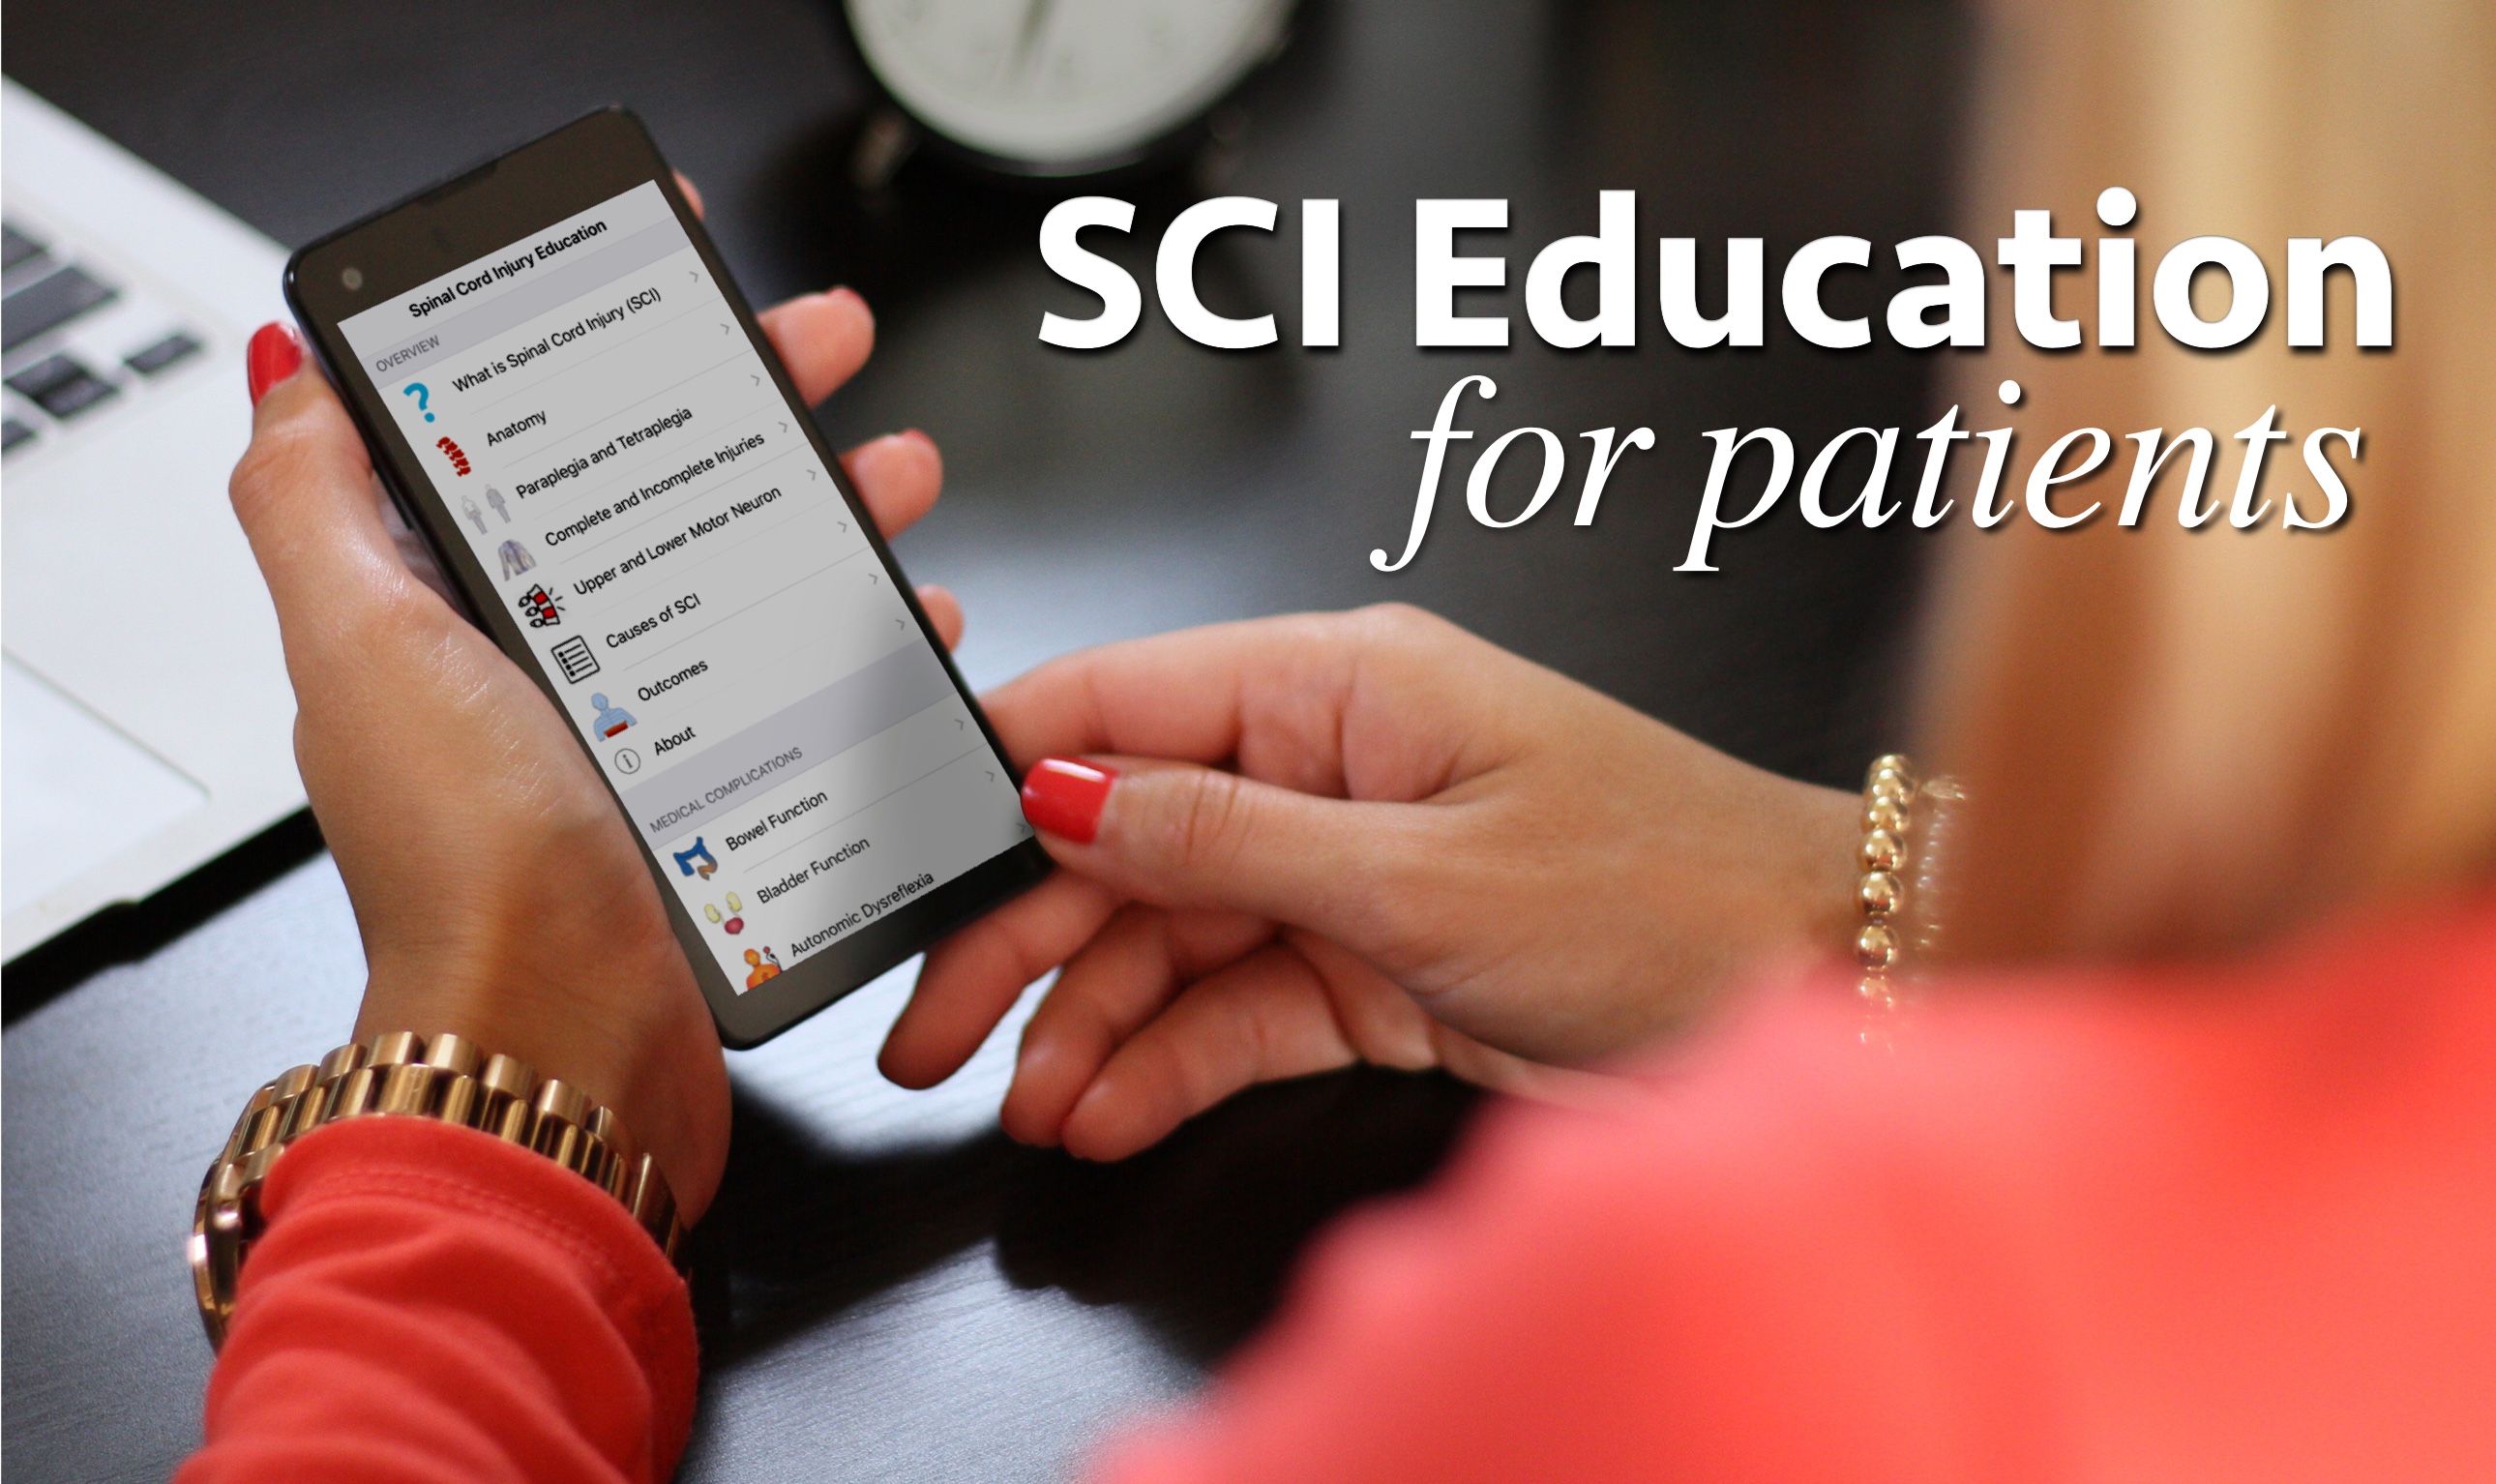 SCI Education
for patients
Spinal Cord Injury Education
OVERVIEW
What is Spinal Cord Injury (SCI)
Anatomy
Paraplegia and Tetraplegia
Complete and Incomplete Injuries
Upper and Lower Motor Neuron
Causes of SCI
Outcomes
About
MEDICAL COMPLICATIONS
Bowel Function
Bladder Function
Autonomic Dysreflexia